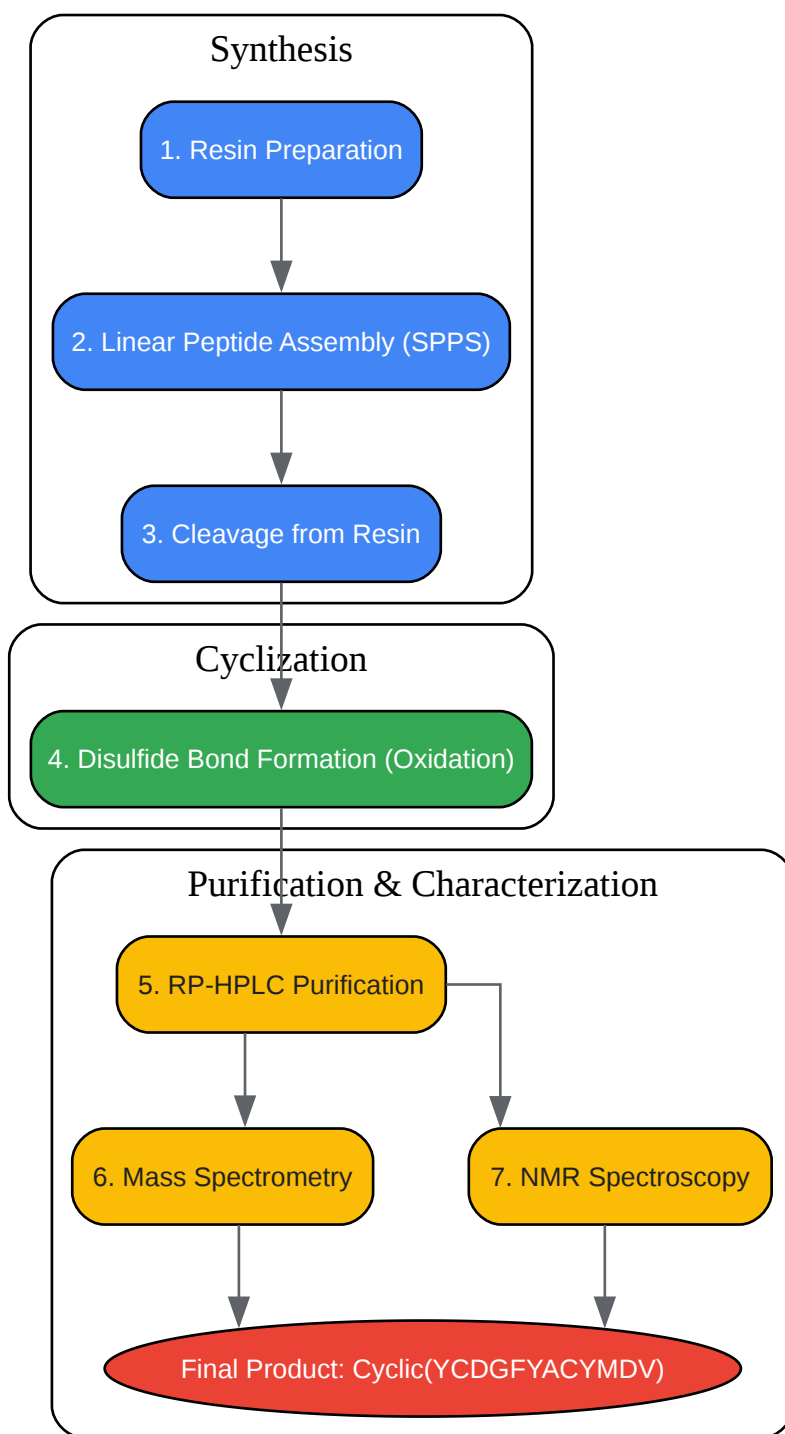 Synthesis
1. Resin Preparation
2. Linear Peptide Assembly (SPPS)
3. Cleavage from Resin
Cyclization
4. Disulfide Bond Formation (Oxidation)
Purification & Characterization
5. RP-HPLC Purification
6. Mass Spectrometry
7. NMR Spectroscopy
Final Product: Cyclic(YCDGFYACYMDV)